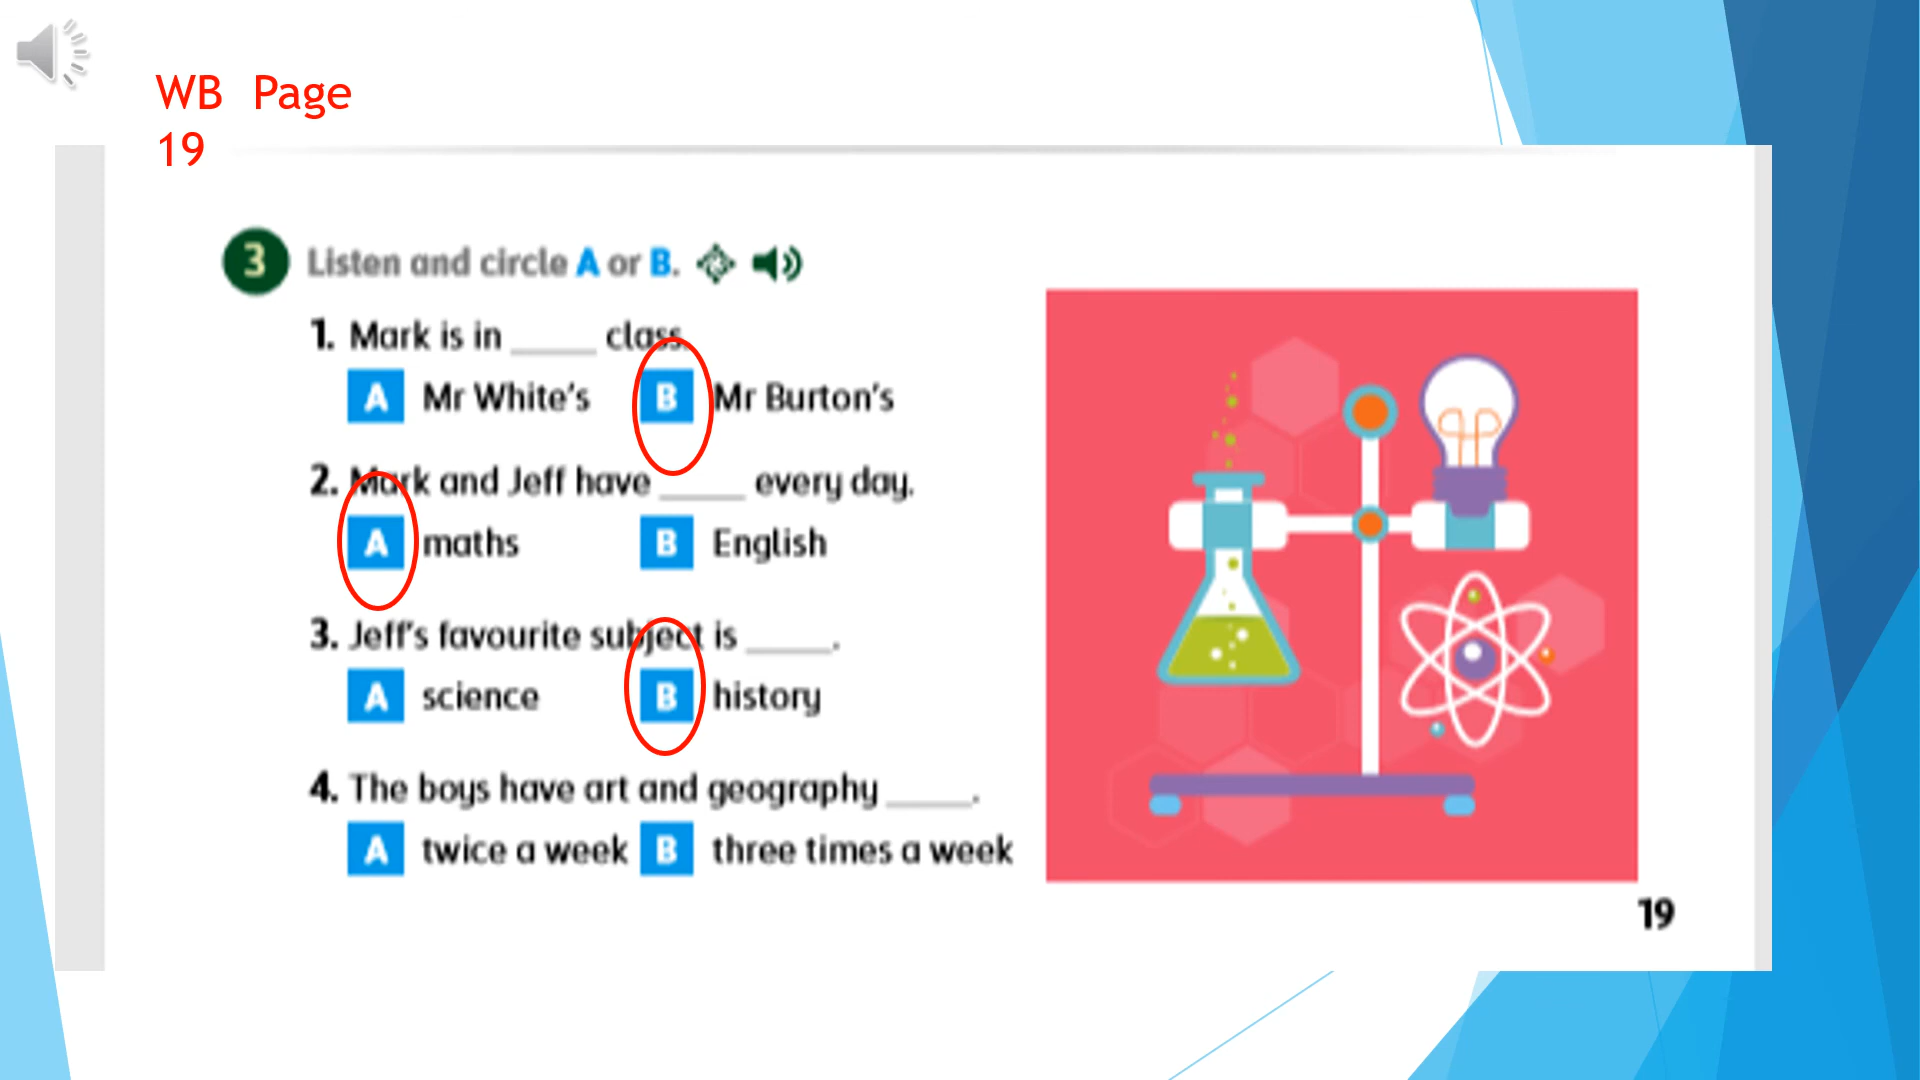 WB Page
19
3 Listen and circle A or B.
1. Mark is in _____ class.
A Mr White's B Mr Burton's
2. Mark and Jeff have _____ every day.
A maths B English
3. Jeff's favourite subject is _____.
A science B history
4. The boys have art and geography _____.
A twice a week B three times a week
19